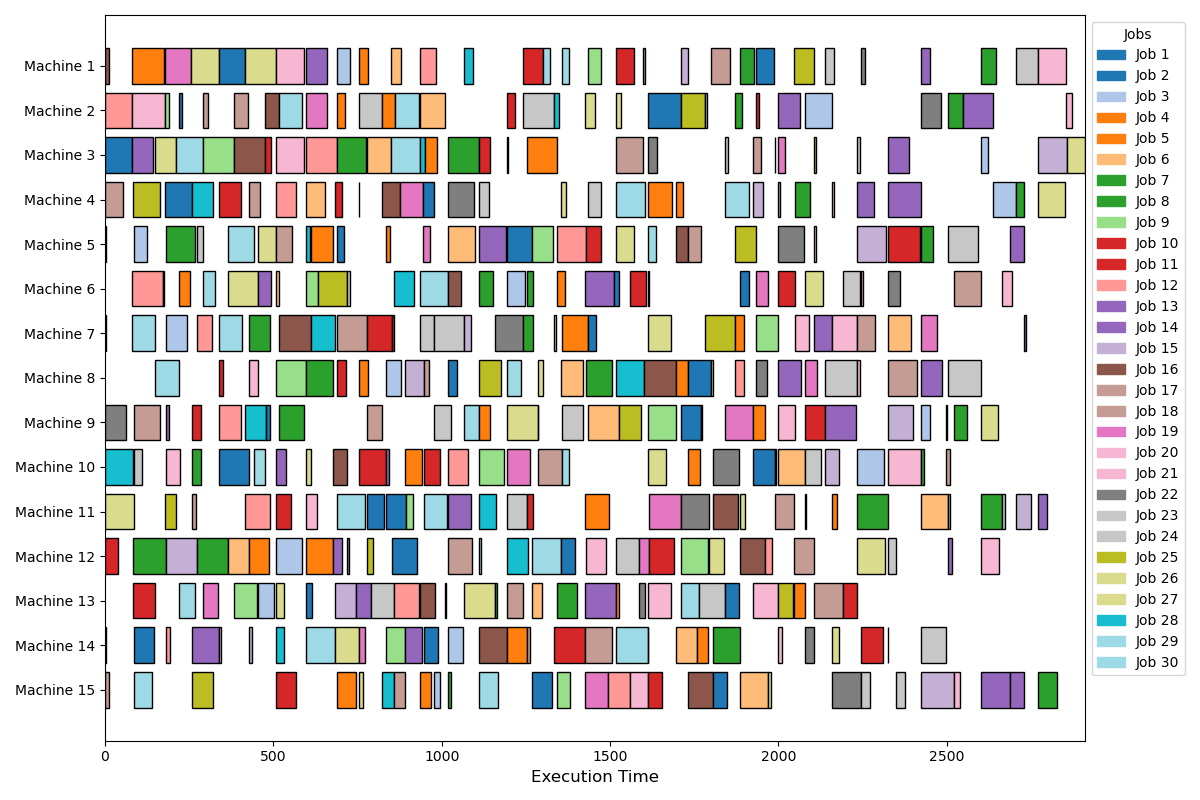 Machine 1
Machine 2
Machine 3
Machine 4
Machine 5
Machine 6
Machine 7
Machine 8
Machine 9
Machine 10
Machine 11
Machine 12
Machine 13
Machine 14
Machine 15
0 500 1000 1500 2000 2500
Execution Time
Jobs
Job 1
Job 2
Job 3
Job 4
Job 5
Job 6
Job 7
Job 8
Job 9
Job 10
Job 11
Job 12
Job 13
Job 14
Job 15
Job 16
Job 17
Job 18
Job 19
Job 20
Job 21
Job 22
Job 23
Job 24
Job 25
Job 26
Job 27
Job 28
Job 29
Job 30